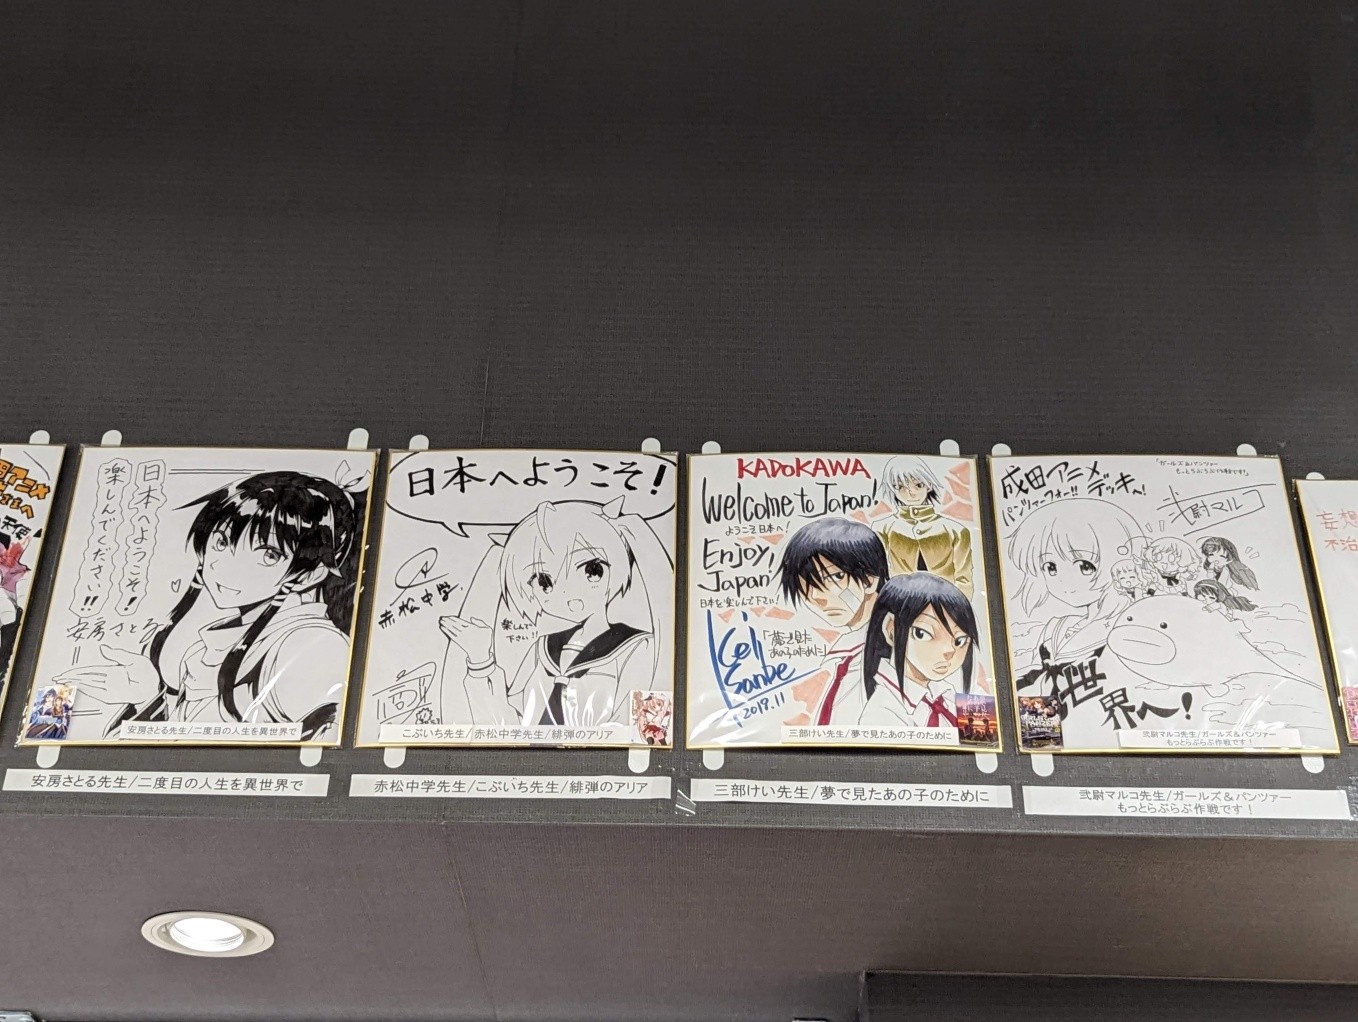 日本へようこそ!
楽しんでください!!
安房さとる
安房さとる先生/二度目の人生を異世界で
安房さとる先生/二度目の人生を異世界で
日本へようこそ!
赤松中学
楽しんで
下さい!!
こぶいち先生/赤松中学先生/緋弾のアリア
赤松中学先生/こぶいち先生/緋弾のアリア
KADOKAWA
Welcome to Japan!
ようこそ日本へ!
Enjoy,
Japan
日本を楽しんで下さい!
Keii
Sanbe
2019.11
「夢で見た
あの子のために」
三部けい先生/夢で見たあの子のために
三部けい先生/夢で見たあの子のために
成田アニメ
デッキへ!
パンツァーフォー!!
「ガールズ&パンツァー
もっとらぶらぶ作戦です!」
弐尉マルコ
世界へ!
弐尉マルコ先生/ガールズ&パンツァー
もっとらぶらぶ作戦です!
弐尉マルコ先生/ガールズ&パンツァー
もっとらぶらぶ作戦です!
妄想